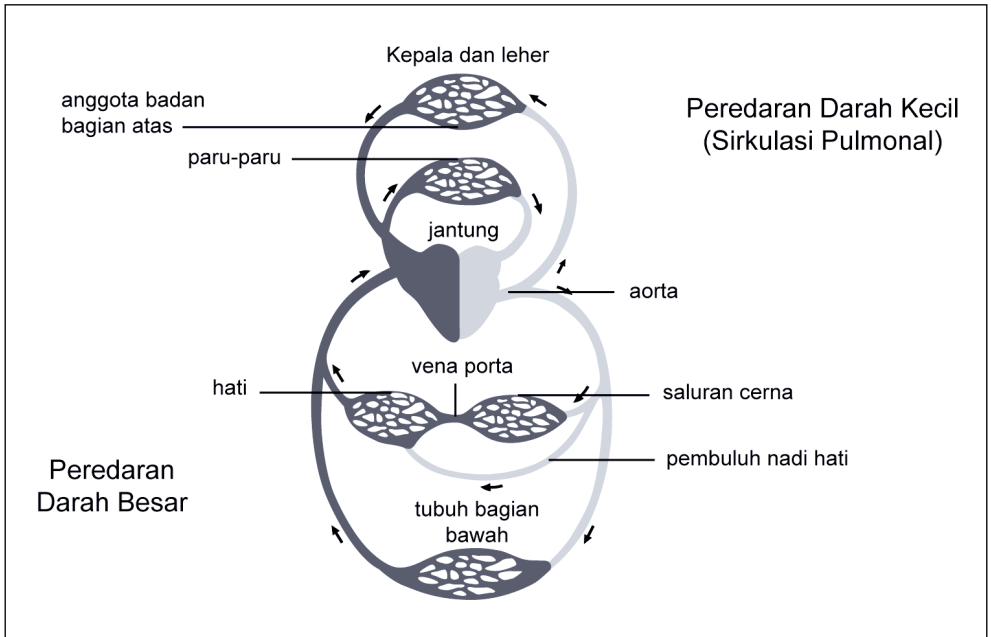 Kepala dan leher
anggota badan
bagian atas
Peredaran Darah Kecil
(Sirkulasi Pulmonal)
paru-paru
jantung
aorta
vena porta
hati
saluran cerna
pembuluh nadi hati
Peredaran
Darah Besar
tubuh bagian
bawah